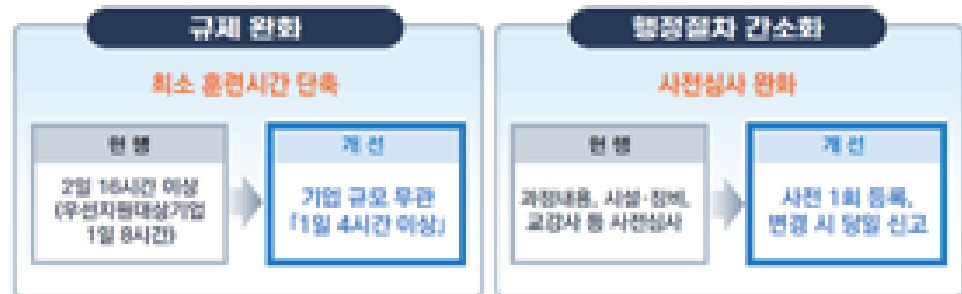 규제 완화
최소 훈련시간 단축
현 행
2일 16시간 이상
(우선지원대상기업
1일 8시간)
개 선
기업 규모 무관
「1일 4시간 이상」
행정절차 간소화
사전심사 완화
현 행
과정내용, 시설·장비,
교강사 등 사전심사
개 선
사전 1회 등록,
변경 시 당일 신고